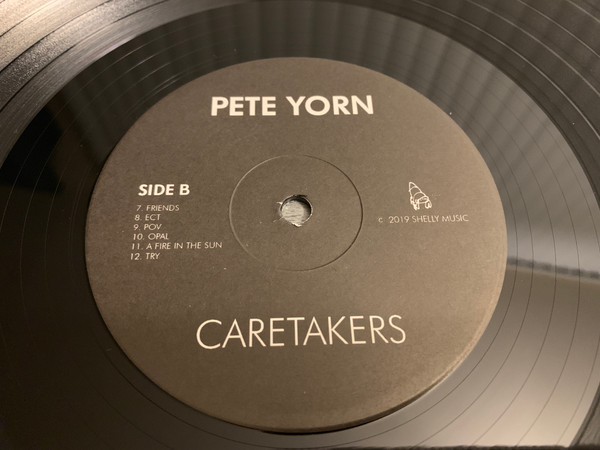 PETE YORN
SIDE B
7. FRIENDS
8. ECT
9. POV
10. OPAL
11. A FIRE IN THE SUN
12. TRY
c 2019 SHELLY MUSIC
CARETAKERS